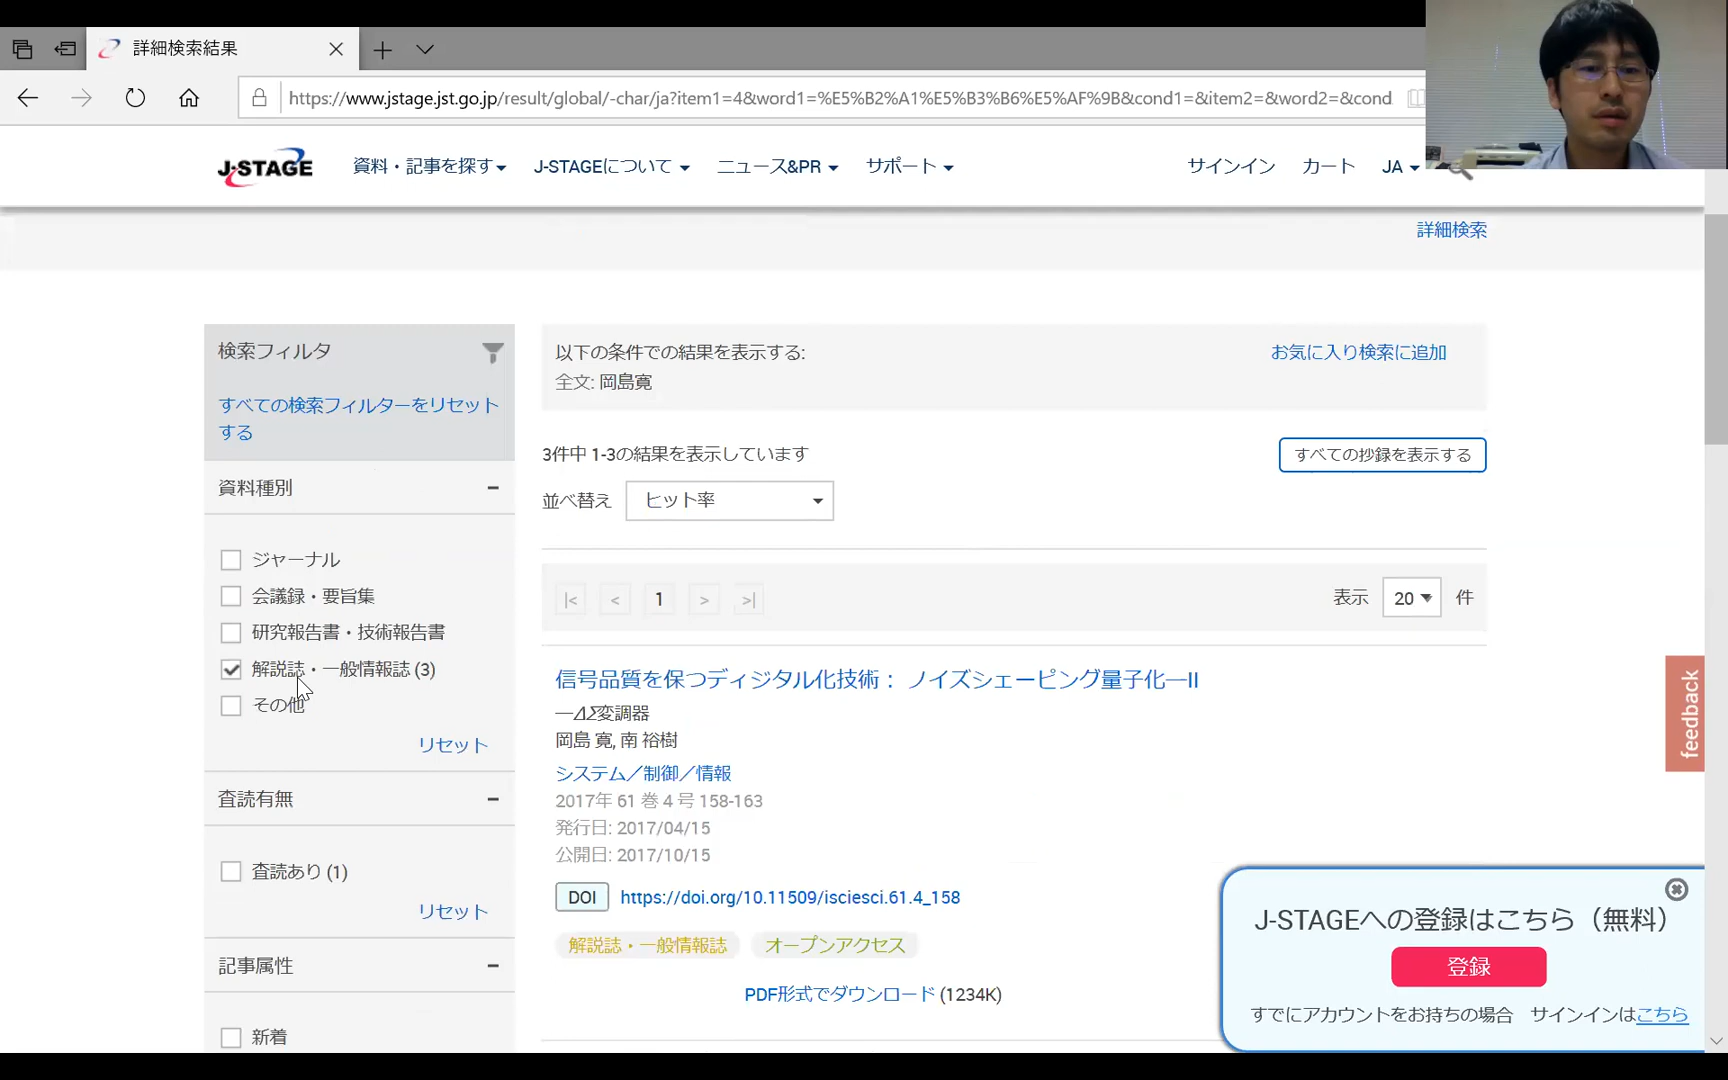 詳細検索結果
https://www.jstage.jst.go.jp/result/global/-char/ja?item1=4&word1=%E5%B2%A1%E5%B3%B6%E5%AF%9B&cond1=&item2=&word2=&cond
J-STAGE
資料・記事を探す
J-STAGEについて
ニュース&PR
サポート
サインイン
カート
JA
詳細検索
検索フィルタ
すべての検索フィルターをリセット
する
資料種別
ジャーナル
会議録・要旨集
研究報告書・技術報告書
解説誌・一般情報誌 (3)
その他
リセット
査読有無
査読あり (1)
リセット
記事属性
新着
以下の条件での結果を表示する:
お気に入り検索に追加
全文: 岡島寛
3件中 1-3の結果を表示しています
すべての抄録を表示する
並べ替え
ヒット率
|< < 1 > >|
表示 20 件
信号品質を保つディジタル化技術： ノイズシェーピング量子化―II
―ΔΣ変調器
岡島 寛, 南 裕樹
システム／制御／情報
2017年 61 巻 4 号 158-163
発行日: 2017/04/15
公開日: 2017/10/15
DOI https://doi.org/10.11509/isciesci.61.4_158
解説誌・一般情報誌 オープンアクセス
PDF形式でダウンロード (1234K)
feedback
J-STAGEへの登録はこちら（無料）
登録
すでにアカウントをお持ちの場合 サインインはこちら